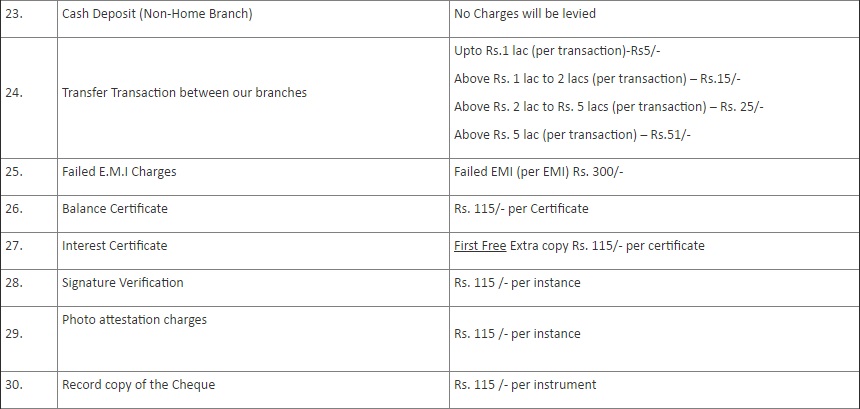 23. Cash Deposit (Non-Home Branch) No Charges will be levied
Upto Rs.1 lac (per transaction)-Rs5/-
Above Rs. 1 lac to 2 lacs (per transaction) – Rs.15/-
24. Transfer Transaction between our branches
Above Rs. 2 lac to Rs. 5 lacs (per transaction) – Rs. 25/-
Above Rs. 5 lac (per transaction) – Rs.51/-
25. Failed E.M.I Charges Failed EMI (per EMI) Rs. 300/-
26. Balance Certificate Rs. 115/- per Certificate
27. Interest Certificate First Free Extra copy Rs. 115/- per certificate
28. Signature Verification Rs. 115 /- per instance
29. Photo attestation charges Rs. 115 /- per instance
30. Record copy of the Cheque Rs. 115 /- per instrument